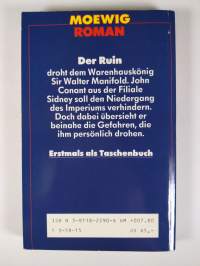 MOEWIG
ROMAN
Der Ruin
droht dem Warenhauskönig
Sir Walter Manifold. John
Conant aus der Filiale
Sidney soll den Niedergang
des Imperiums verhindern.
Doch dabei übersieht er
beinahe die Gefahren, die
ihm persönlich drohen.
Erstmals als Taschenbuch